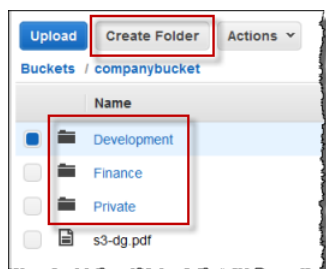 Upload Create Folder Actions
Buckets / companybucket
Name
Development
Finance
Private
s3-dg.pdf